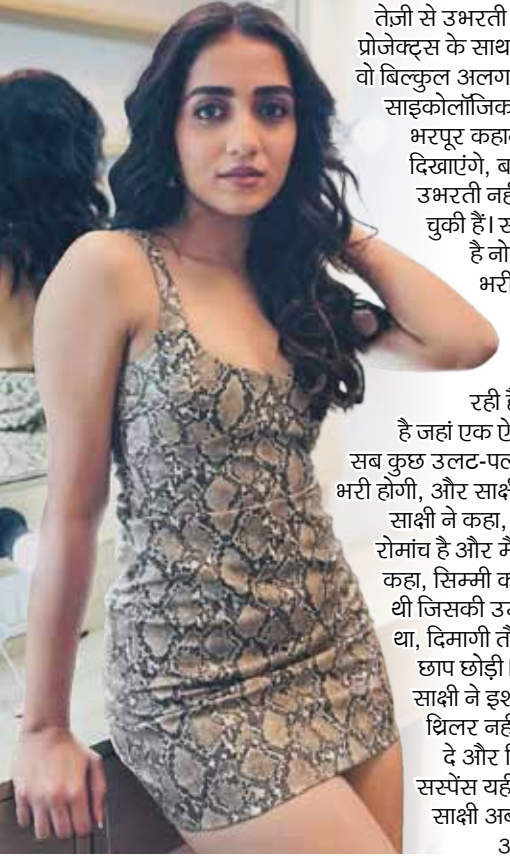 तेज़ी से उभरती
प्रोजेक्ट्स के साथ
वो बिल्कुल अलग
साइकोलॉजिक
भरपूर कहा
दिखाएंगे, ब
उभरती नह
चुकी हैं। स
है नो
भरी
रही है
है जहां एक ऐ
सब कुछ उलट-पल
भरी होगी, और साक्षी
साक्षी ने कहा,
रोमांच है और मै
कहा, सिम्मी क
थी जिसकी उ
था, दिमागी तौ
छाप छोड़ी।
साक्षी ने इश
थ्रिलर नही
दे और
सस्पेंस यही
साक्षी अब